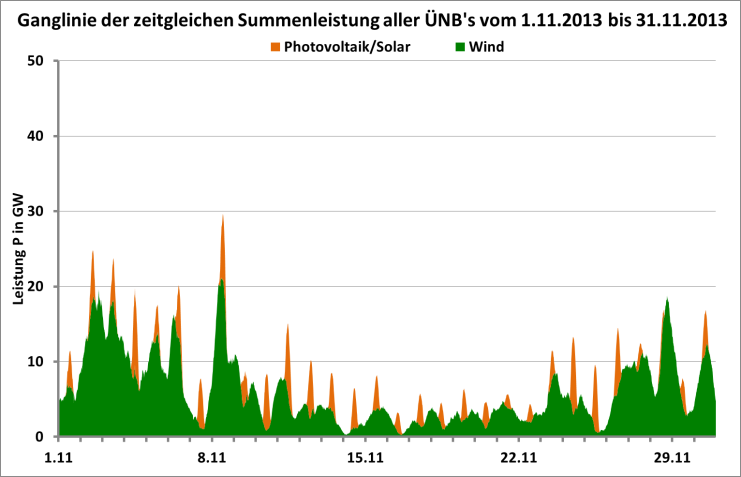 Ganglinie der zeitgleichen Summenleistung aller ÜNB's vom 1.11.2013 bis 31.11.2013
Photovoltaik/Solar Wind
Leistung P in GW
50
40
30
20
10
0
1.11 8.11 15.11 22.11 29.11